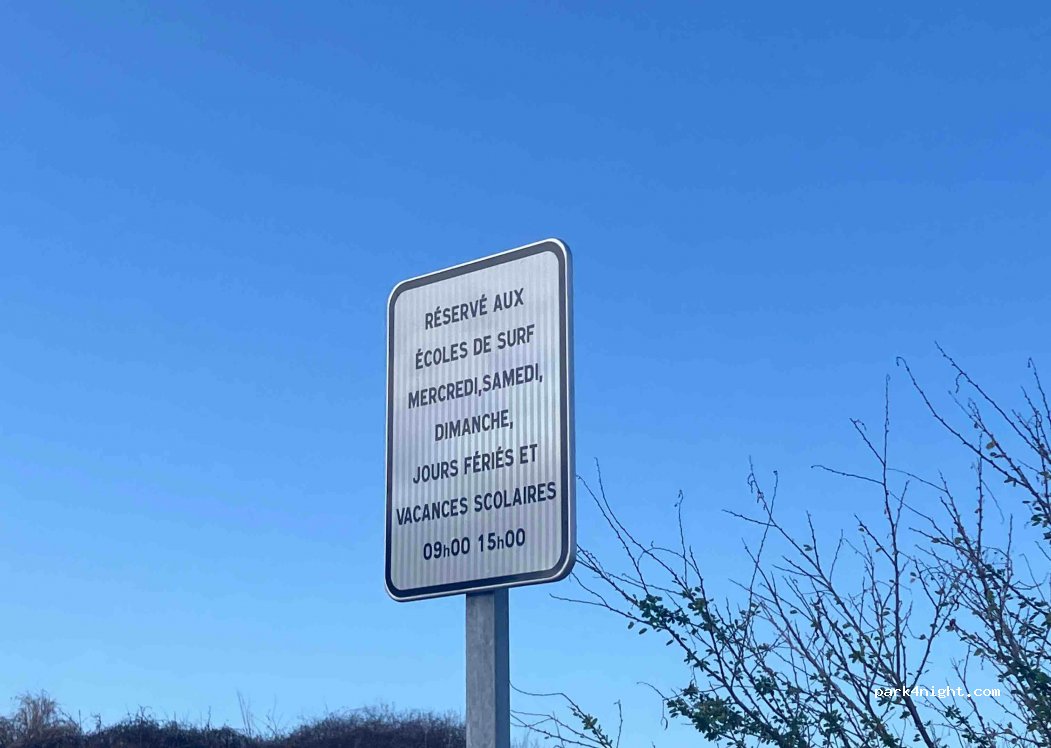 RÉSERVÉ AUX
ÉCOLES DE SURF
MERCREDI,SAMEDI,
DIMANCHE,
JOURS FÉRIÉS ET
VACANCES SCOLAIRES
09h00 15h00
park4night.com